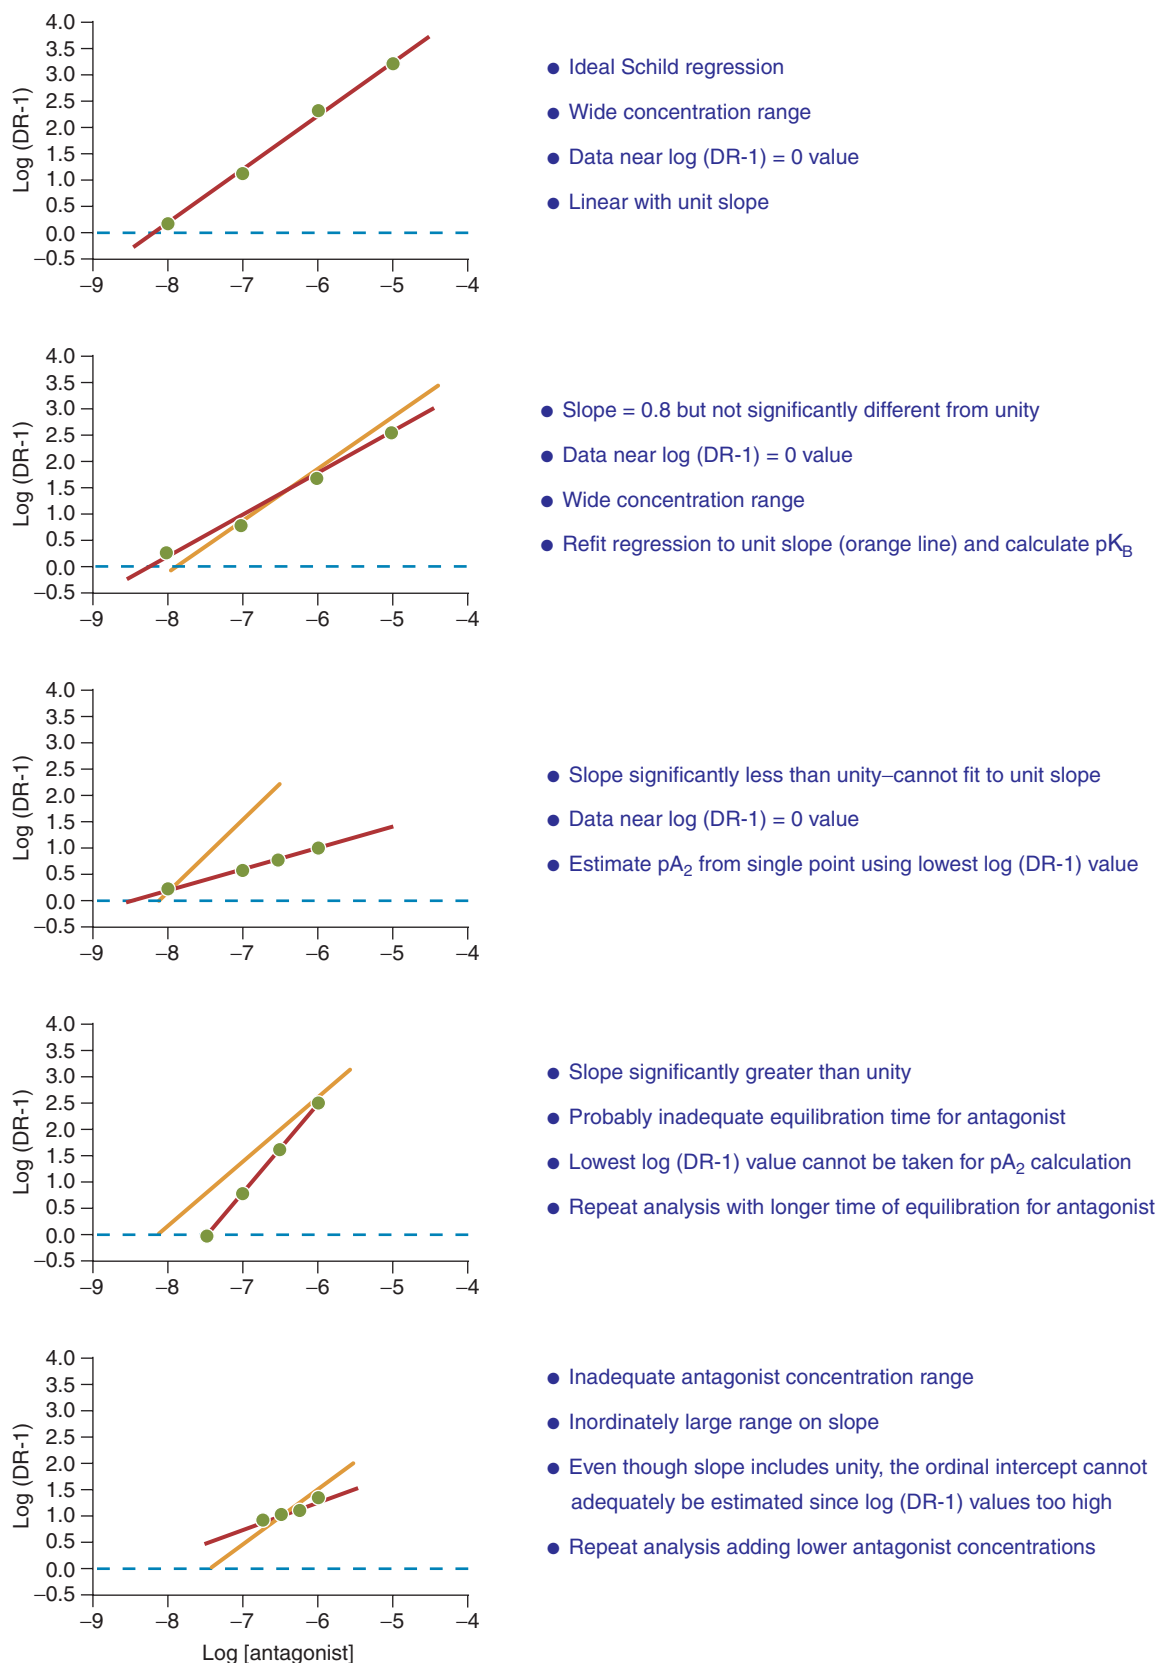 4.0
3.5
3.0
2.5
2.0
1.5
1.0
0.5
0.0
–0.5
Log (DR-1)
–9 –8 –7 –6 –5 –4
● Ideal Schild regression
● Wide concentration range
● Data near log (DR-1) = 0 value
● Linear with unit slope
4.0
3.5
3.0
2.5
2.0
1.5
1.0
0.5
0.0
–0.5
Log (DR-1)
–9 –8 –7 –6 –5 –4
● Slope = 0.8 but not significantly different from unity
● Data near log (DR-1) = 0 value
● Wide concentration range
● Refit regression to unit slope (orange line) and calculate pK_B
4.0
3.5
3.0
2.5
2.0
1.5
1.0
0.5
0.0
–0.5
Log (DR-1)
–9 –8 –7 –6 –5 –4
● Slope significantly less than unity–cannot fit to unit slope
● Data near log (DR-1) = 0 value
● Estimate pA₂ from single point using lowest log (DR-1) value
4.0
3.5
3.0
2.5
2.0
1.5
1.0
0.5
0.0
–0.5
Log (DR-1)
–9 –8 –7 –6 –5 –4
● Slope significantly greater than unity
● Probably inadequate equilibration time for antagonist
● Lowest log (DR-1) value cannot be taken for pA₂ calculation
● Repeat analysis with longer time of equilibration for antagonist
4.0
3.5
3.0
2.5
2.0
1.5
1.0
0.5
0.0
–0.5
Log (DR-1)
–9 –8 –7 –6 –5 –4
Log [antagonist]
● Inadequate antagonist concentration range
● Inordinately large range on slope
● Even though slope includes unity, the ordinal intercept cannot
adequately be estimated since log (DR-1) values too high
● Repeat analysis adding lower antagonist concentrations